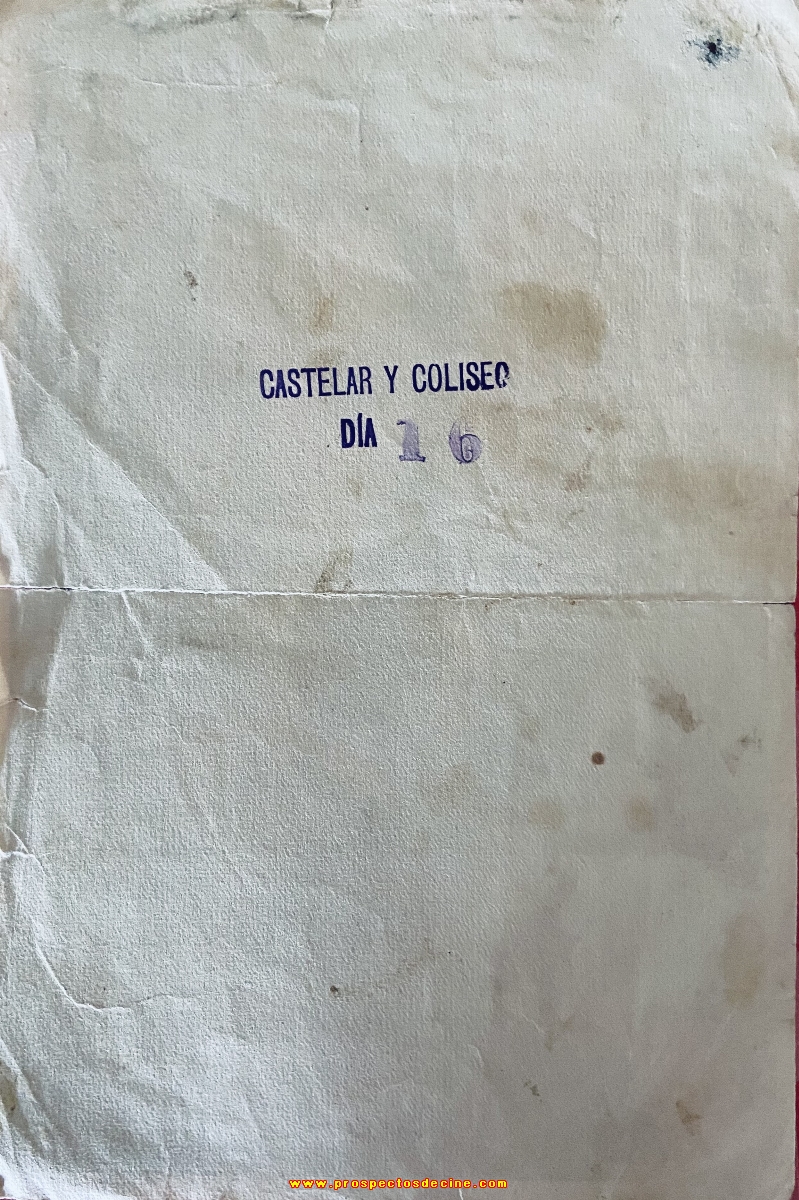 CASTELAR Y COLISEO
DÍA 16
www.prospectosdecine.com